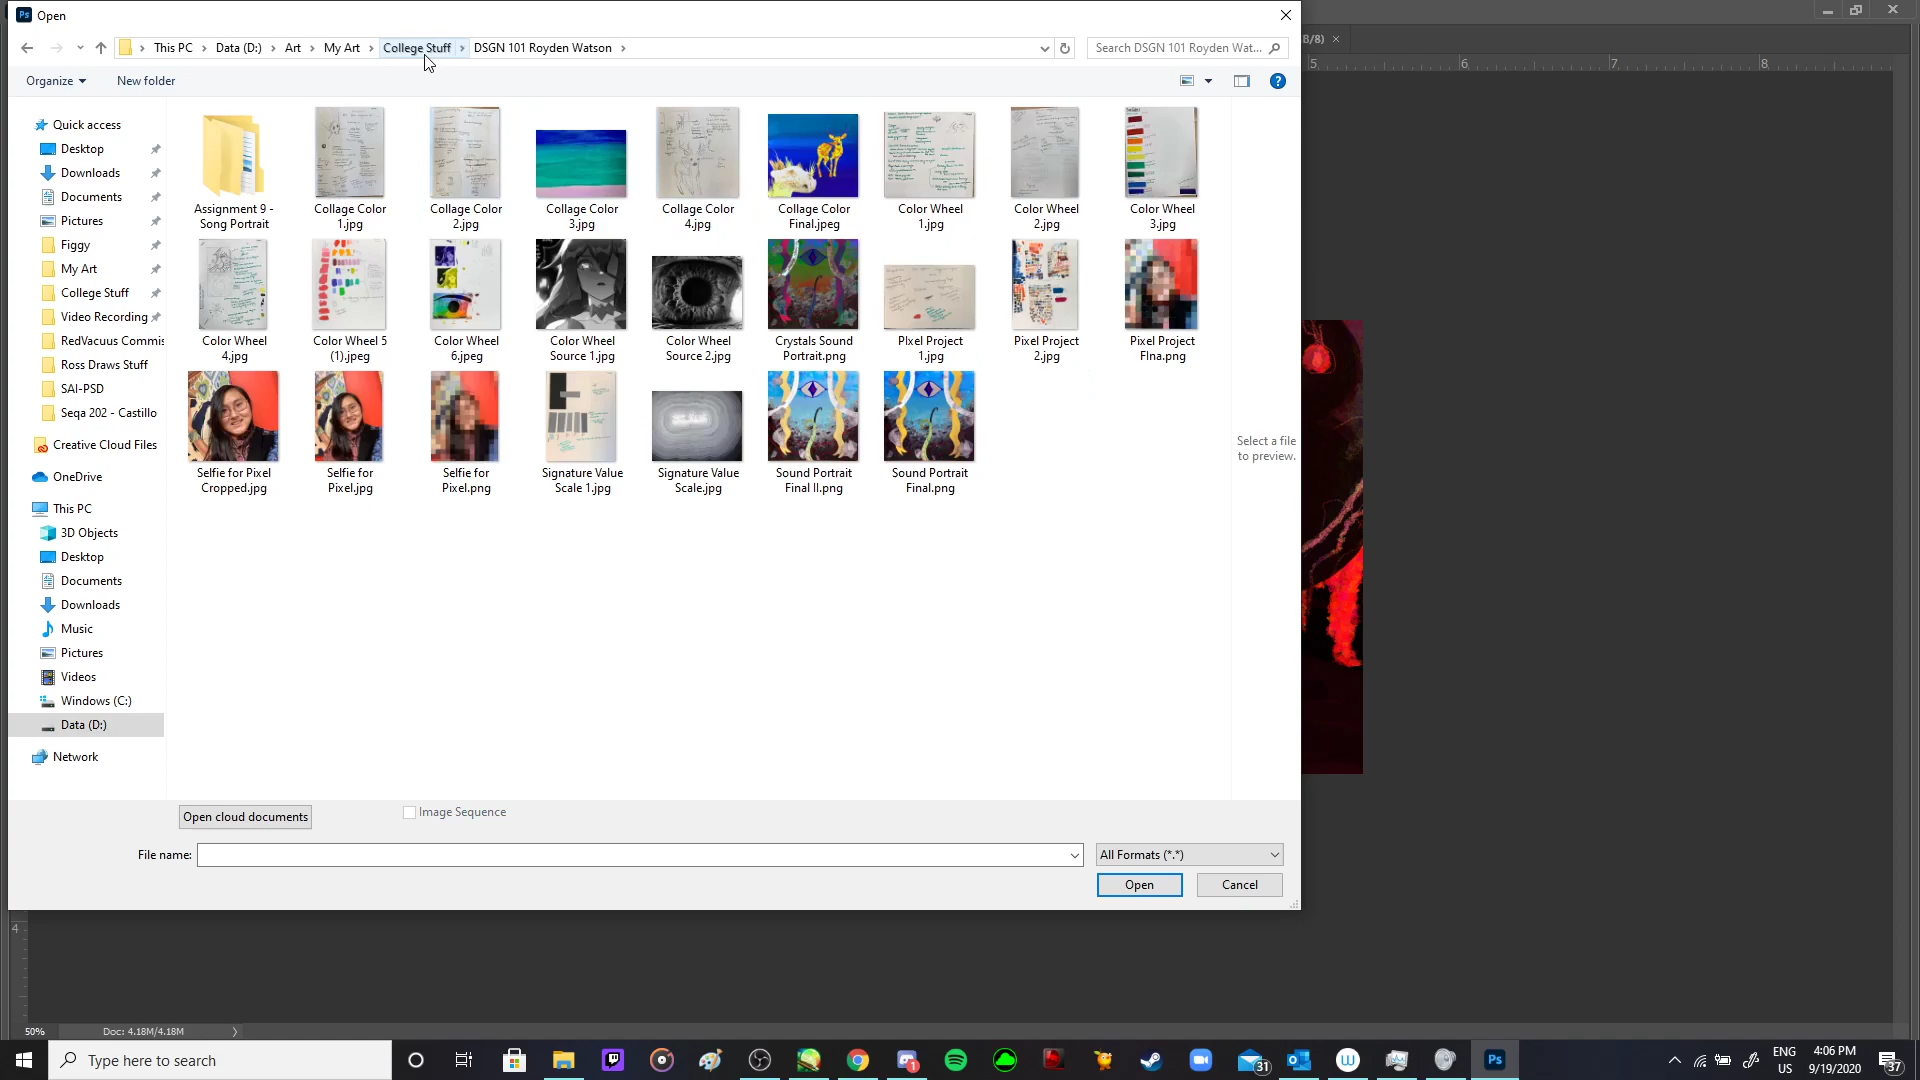 Open
B/8)
This PC
Data (D:)
Art
My Art
College Stuff
DSGN 101 Royden Watson
Search DSGN 101 Royden Wat...
Organize
New folder
5
6
7
8
Quick access
Desktop
Downloads
Documents
Pictures
Figgy
My Art
College Stuff
Video Recording
RedVacuus Commis
Ross Draws Stuff
SAI-PSD
Seqa 202 - Castillo
Creative Cloud Files
OneDrive
This PC
3D Objects
Desktop
Documents
Downloads
Music
Pictures
Videos
Windows (C:)
Data (D:)
Network
Assignment 9 -
Song Portrait
Collage Color
1.jpg
Collage Color
2.jpg
Collage Color
3.jpg
Collage Color
4.jpg
Collage Color
Final.jpeg
Color Wheel
1.jpg
Color Wheel
2.jpg
Color Wheel
3.jpg
Color Wheel
4.jpg
Color Wheel 5
(1).jpeg
Color Wheel
6.jpeg
Color Wheel
Source 1.jpg
Color Wheel
Source 2.jpg
Crystals Sound
Portrait.png
PIxel Project
1.jpg
Pixel Project
2.jpg
Pixel Project
FIna.png
Selfie for Pixel
Cropped.jpg
Selfie for
Pixel.jpg
Selfie for
Pixel.png
Signature Value
Scale 1.jpg
Signature Value
Scale.jpg
Sound Portrait
Final II.png
Sound Portrait
Final.png
Select a file
to preview.
Open cloud documents
Image Sequence
File name:
All Formats (*.*)
Open
Cancel
4
50%
Doc: 4.18M/4.18M
Type here to search
1
31
Ps
ENG
US
4:06 PM
9/19/2020
37